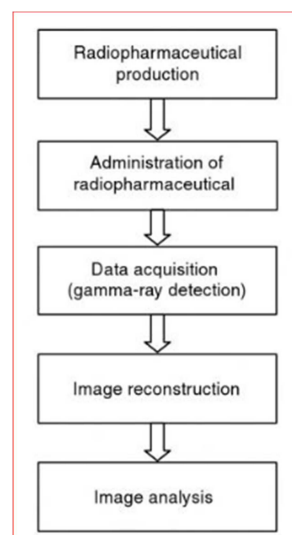 Radiopharmaceutical
production
Administration of
radiopharmaceutical
Data acquisition
(gamma-ray detection)
Image reconstruction
Image analysis